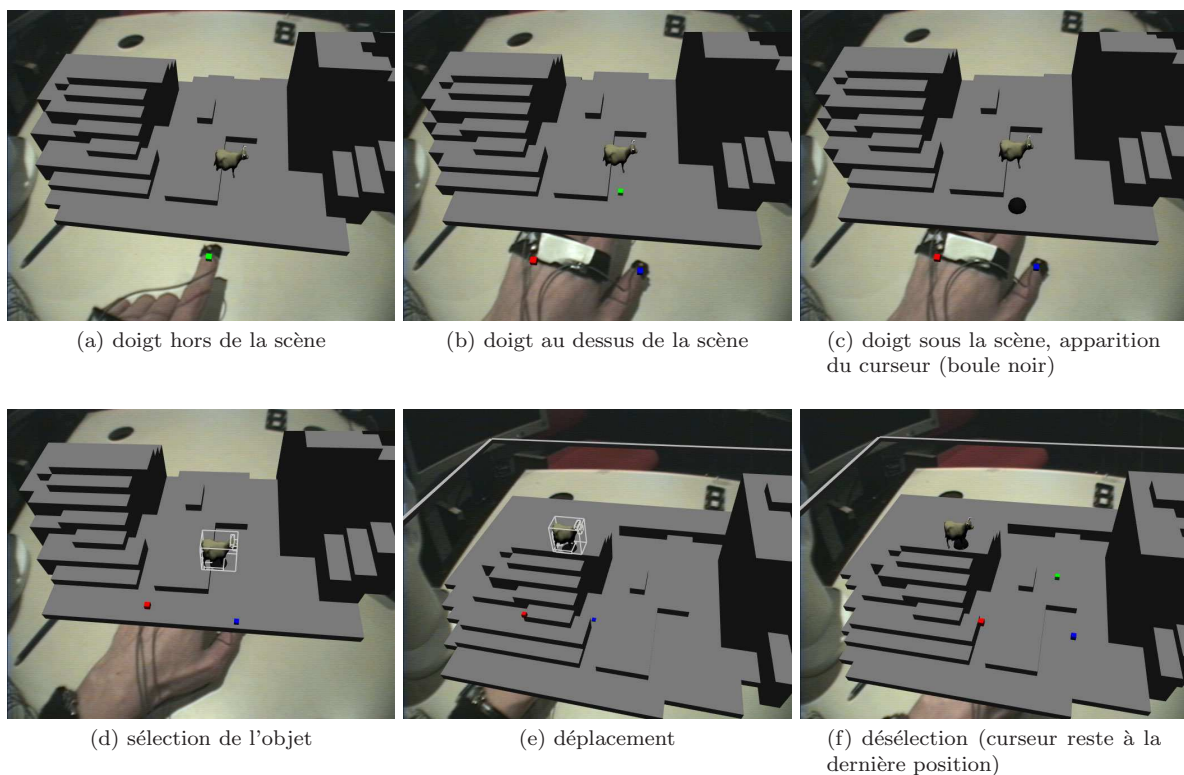 (a) doigt hors de la scène
(b) doigt au dessus de la scène
(c) doigt sous la scène, apparition
du curseur (boule noir)
(d) sélection de l'objet
(e) déplacement
(f) désélection (curseur reste à la
dernière position)